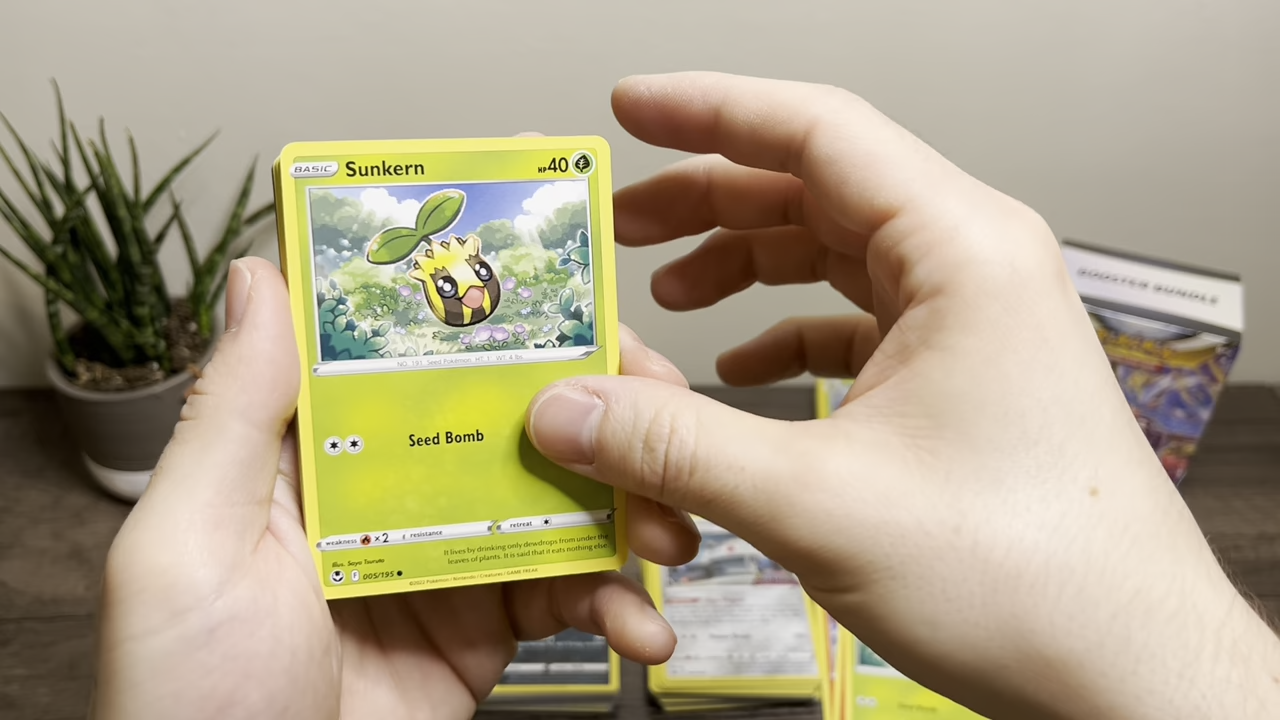 BASIC Sunkern HP 40
NO. 191 Seed Pokémon HT: 1' WT: 4 lbs
Seed Bomb
weakness ×2 resistance retreat
It lives by drinking only dewdrops from under the
leaves of plants. It is said that it eats nothing else.
Illus. Saya Tsuruta
F 005/195
©2022 Pokémon / Nintendo / Creatures / GAME FREAK
BOOSTER BUNDLE